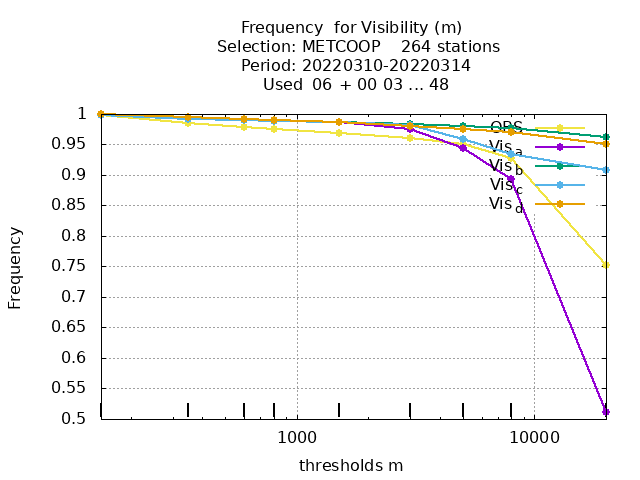 Frequency for Visibility (m)
Selection: METCOOP 264 stations
Period: 20220310-20220314
Used 06 + 00 03 ... 48
1
0.95
0.9
0.85
0.8
0.75
0.7
0.65
0.6
0.55
0.5
Frequency
OBS
Vis a
Vis b
Vis c
Vis d
1000 10000
thresholds m